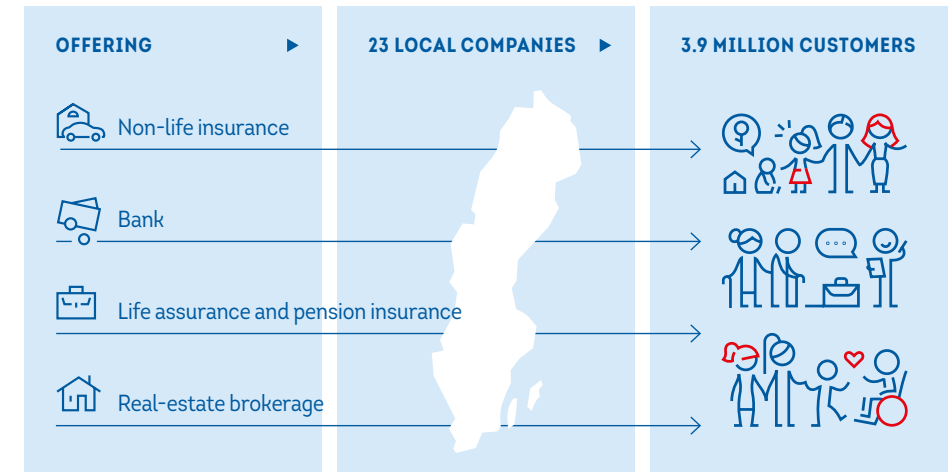 OFFERING
23 LOCAL COMPANIES
3.9 MILLION CUSTOMERS
Non-life insurance
Bank
Life assurance and pension insurance
Real-estate brokerage